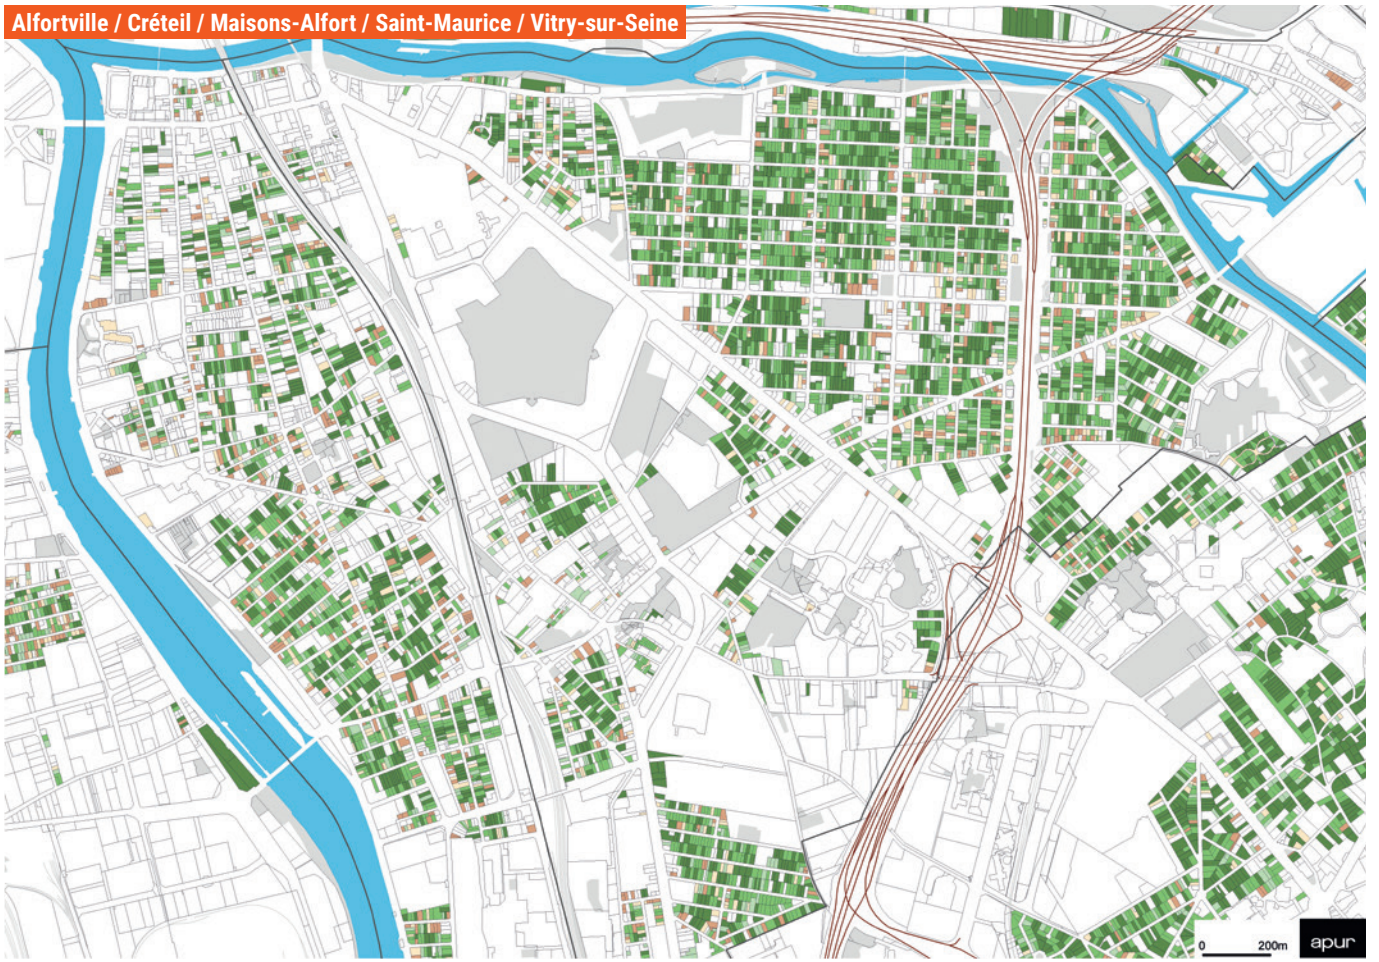 Alfortville / Créteil / Maisons-Alfort / Saint-Maurice / Vitry-sur-Seine
0 200m
apur